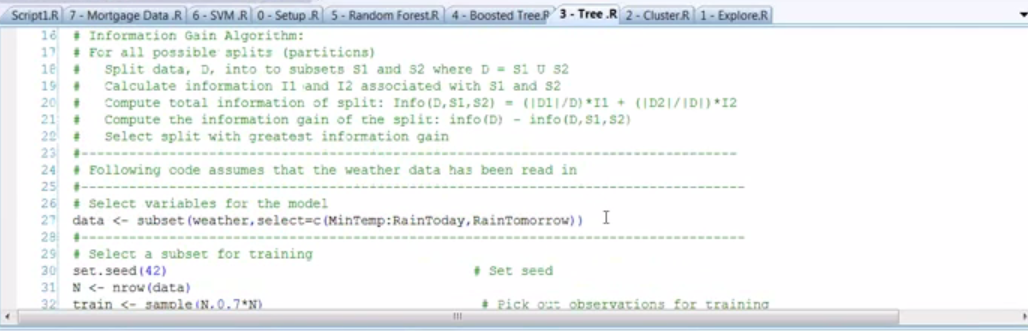 Script1.R 7 - Mortgage Data .R 6 - SVM .R 0 - Setup .R 5 - Random Forest.R 4 - Boosted Tree.R 3 - Tree .R 2 - Cluster.R 1 - Explore.R
16 # Information Gain Algorithm:
17 # For all possible splits (partitions)
18 #   Split data, D, into to subsets S1 and S2 where D = S1 U S2
19 #   Calculate information I1 and I2 associated with S1 and S2
20 #   Compute total information of split: Info(D,S1,S2) = (|D1|/D)*I1 + (|D2|/|D|)*I2
21 #   Compute the information gain of the split: info(D) - info(D,S1,S2)
22 #   Select split with greatest information gain
23 #--------------------------------------------------------------------------------
24 # Following code assumes that the weather data has been read in
25 #---------------------------------------------------------------------------------
26 # Select variables for the model
27 data <- subset(weather,select=c(MinTemp:RainToday,RainTomorrow))
28 #---------------------------------------------------------------------------------
29 # Select a subset for training
30 set.seed(42) # Set seed
31 N <- nrow(data)
32 train <- sample(N,0.7*N) # Pick out observations for training